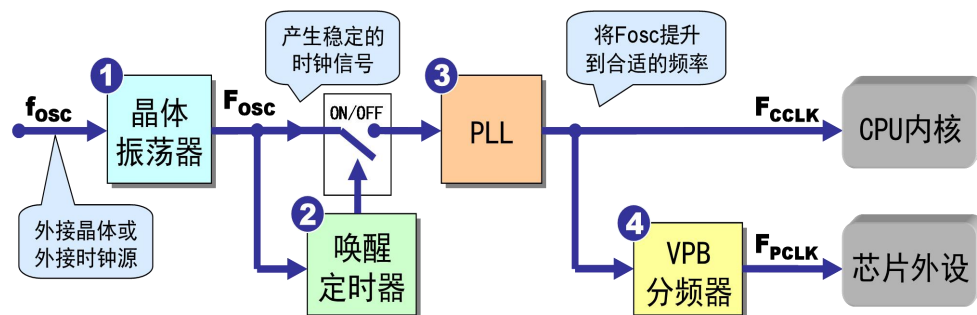 产生稳定的
时钟信号
将Fosc提升
到合适的频率
1
3
fosc
晶体
振荡器
Fosc
ON/OFF
PLL
FCCLK
CPU内核
外接晶体或
外接时钟源
2
唤醒
定时器
4
VPB
分频器
FPCLK
芯片外设